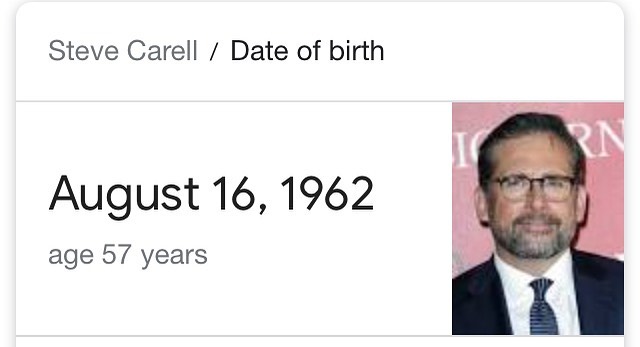 Steve Carell / Date of birth
August 16, 1962
age 57 years